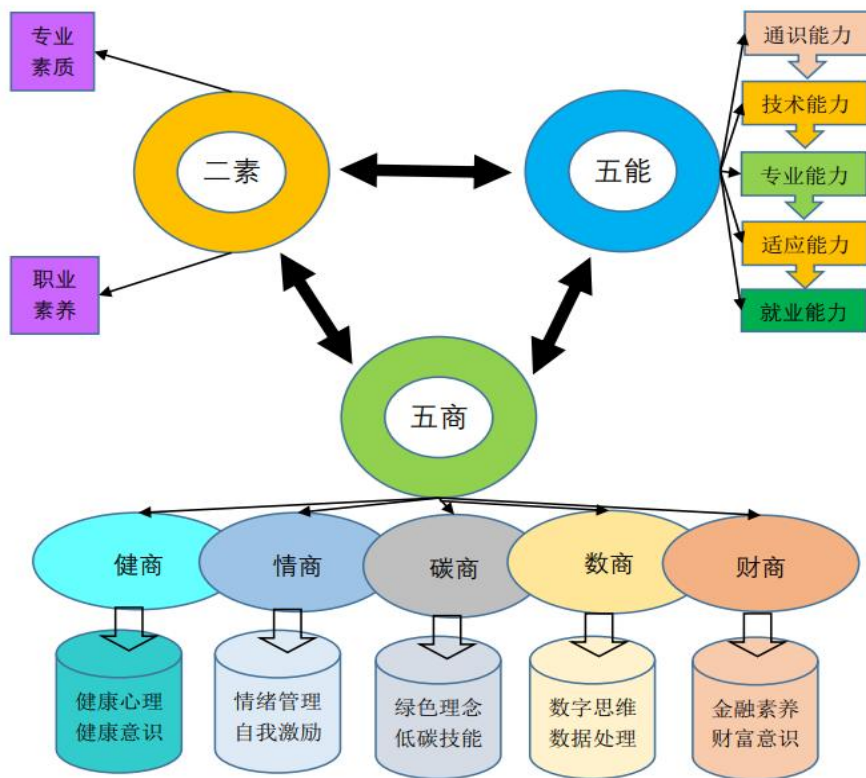 专业
素质
二素
职业
素养
五能
通识能力
技术能力
专业能力
适应能力
就业能力
五商
健商
情商
碳商
数商
财商
健康心理
健康意识
情绪管理
自我激励
绿色理念
低碳技能
数字思维
数据处理
金融素养
财富意识